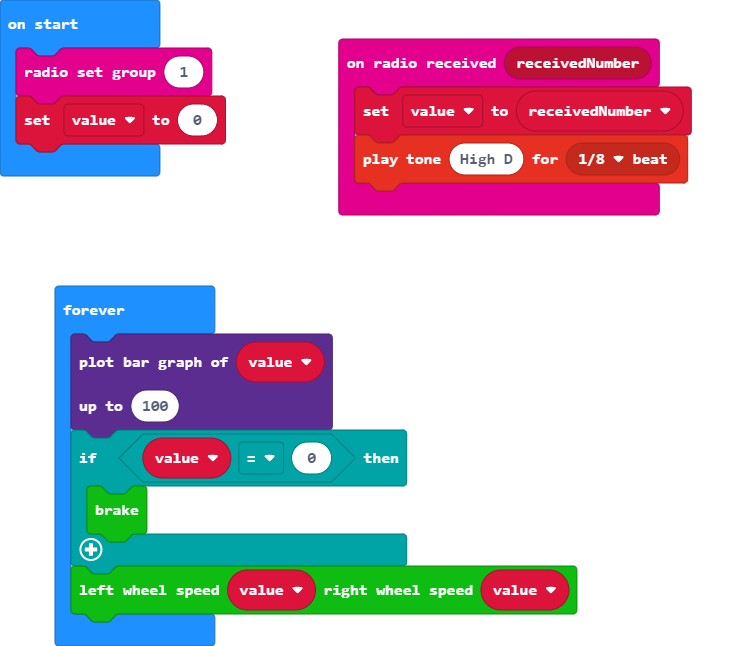 on start
radio set group 1
set value to 0
on radio received receivedNumber
set value to receivedNumber
play tone High D for 1/8 beat
forever
plot bar graph of value
up to 100
if value = 0 then
brake
left wheel speed value right wheel speed value